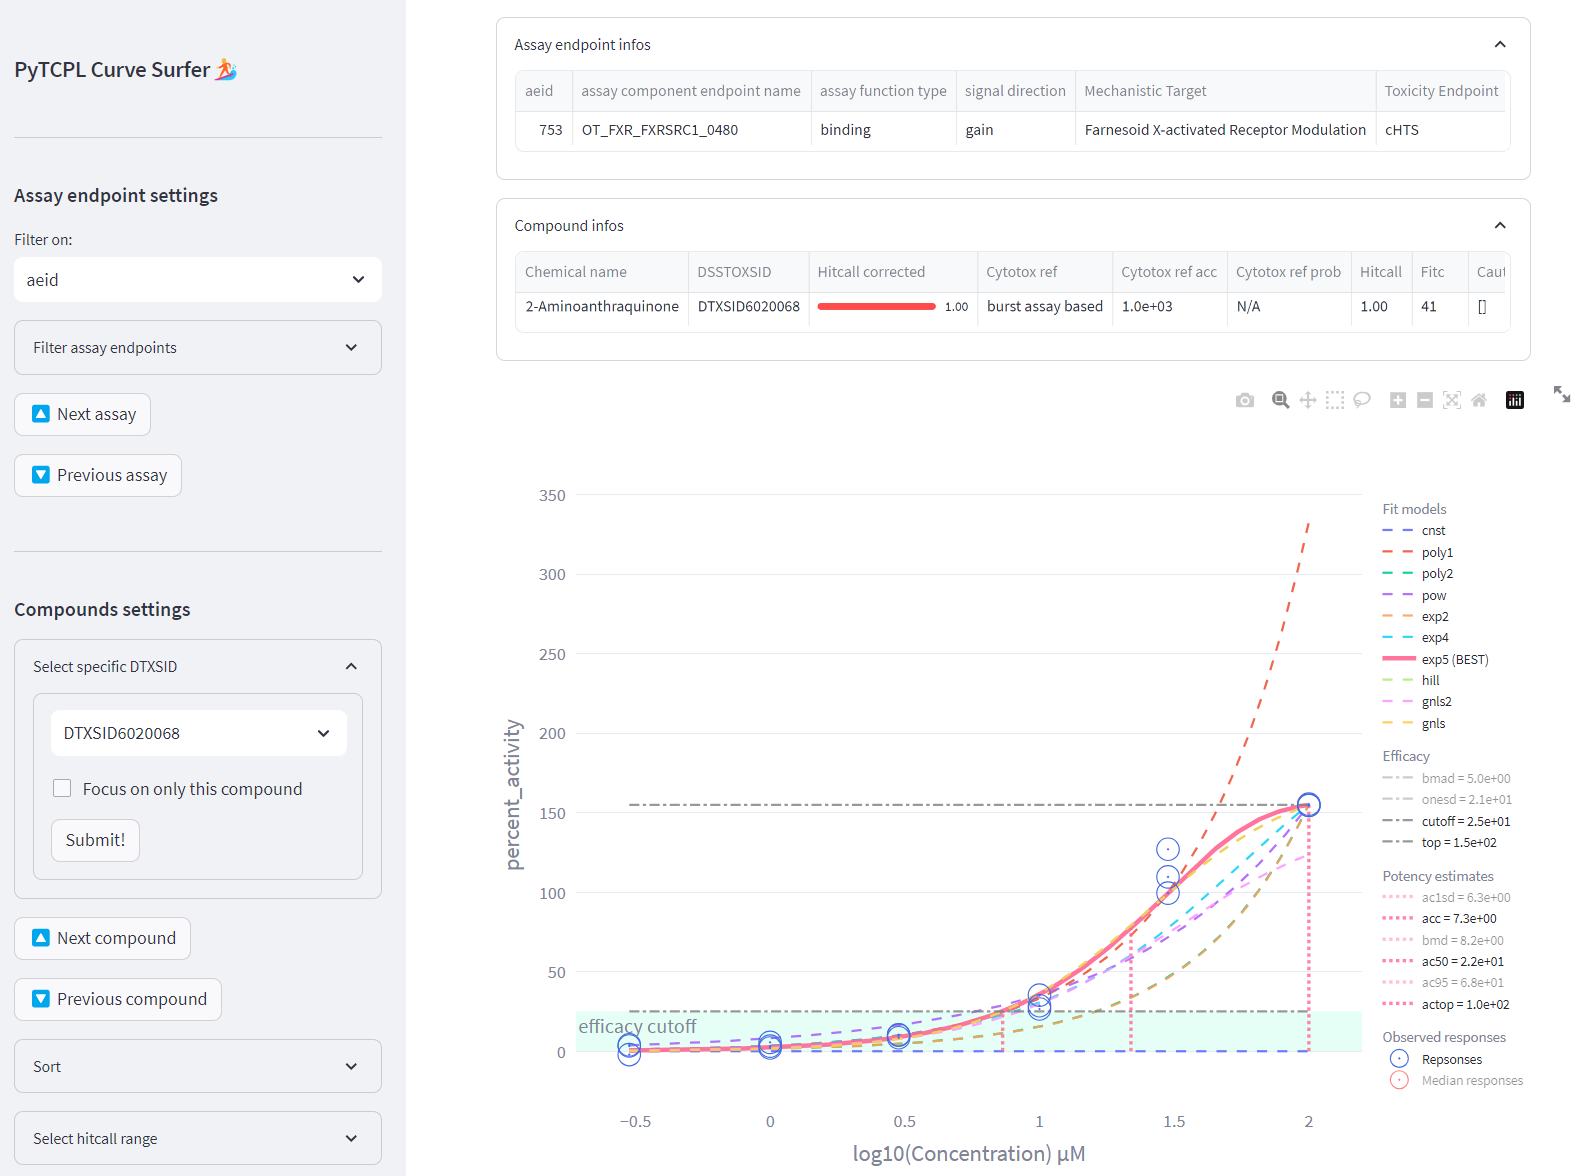 PyTCPL Curve Surfer
Assay endpoint settings
Filter on:
aeid
Filter assay endpoints
Next assay
Previous assay
Compounds settings
Select specific DTXSID
DTXSID6020068
Focus on only this compound
Submit!
Next compound
Previous compound
Sort
Select hitcall range
Assay endpoint infos
aeid assay component endpoint name assay function type signal direction Mechanistic Target Toxicity Endpoint
753 OT_FXR_FXRSRC1_0480 binding gain Farnesoid X-activated Receptor Modulation cHTS
Compound infos
Chemical name DSSTOXSID Hitcall corrected Cytotox ref Cytotox ref acc Cytotox ref prob Hitcall Fitc Caut
2-Aminoanthraquinone DTXSID6020068 1.00 burst assay based 1.0e+03 N/A 1.00 41 []
percent_activity
350
300
250
200
150
100
50
0
efficacy cutoff
−0.5 0 0.5 1 1.5 2
log10(Concentration) μM
Fit models
cnst
poly1
poly2
pow
exp2
exp4
exp5 (BEST)
hill
gnls2
gnls
Efficacy
bmad = 5.0e+00
onesd = 2.1e+01
cutoff = 2.5e+01
top = 1.5e+02
Potency estimates
ac1sd = 6.3e+00
acc = 7.3e+00
bmd = 8.2e+00
ac50 = 2.2e+01
ac95 = 6.8e+01
actop = 1.0e+02
Observed responses
Repsonses
Median responses